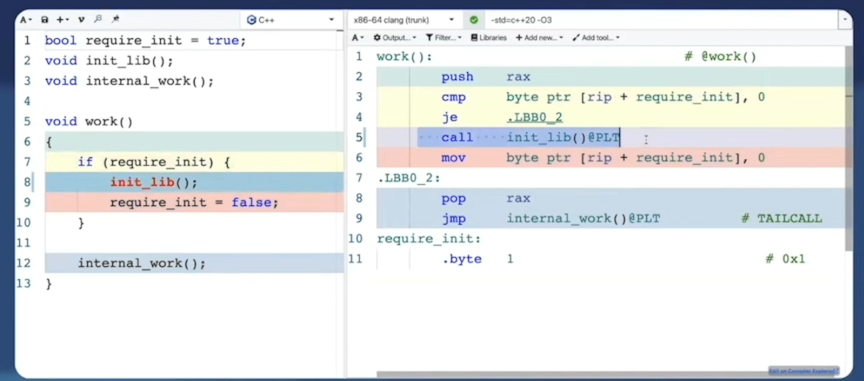 A C++
1 bool require_init = true;
2 void init_lib();
3 void internal_work();
4
5 void work()
6 {
7 if (require_init) {
8 init_lib();
9 require_init = false;
10 }
11
12 internal_work();
13 }
x86-64 clang (trunk) -std=c++20 -O3
A Output... Filter... Libraries Add new... Add tool...
1 work(): # @work()
2 push rax
3 cmp byte ptr [rip + require_init], 0
4 je .LBB0_2
5 call init_lib()@PLT
6 mov byte ptr [rip + require_init], 0
7 .LBB0_2:
8 pop rax
9 jmp internal_work()@PLT # TAILCALL
10 require_init:
11 .byte 1 # 0x1
Edit on Compiler Explorer